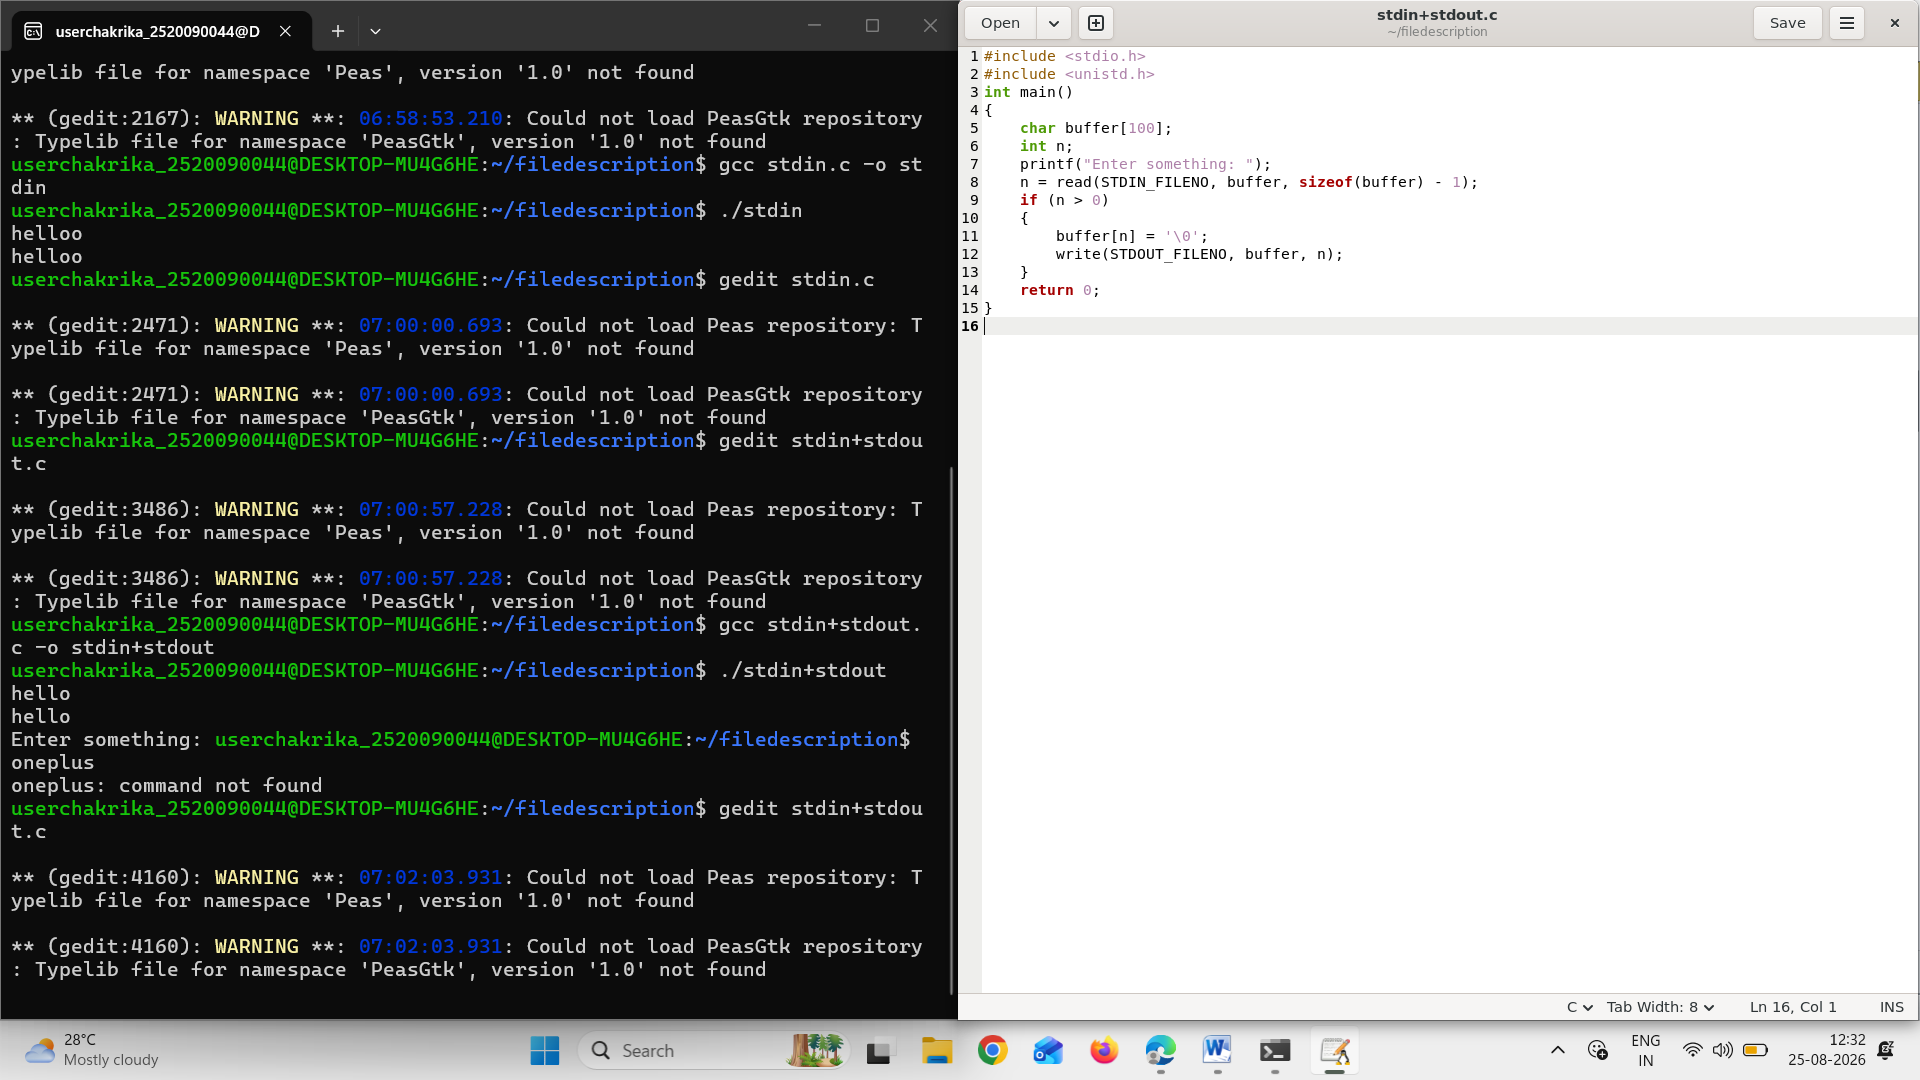 userchakrika_2520090044@D
ypelib file for namespace 'Peas', version '1.0' not found
** (gedit:2167): WARNING **: 06:58:53.210: Could not load PeasGtk repository
: Typelib file for namespace 'PeasGtk', version '1.0' not found
userchakrika_2520090044@DESKTOP-MU4G6HE:~/filedescription$ gcc stdin.c -o st
din
userchakrika_2520090044@DESKTOP-MU4G6HE:~/filedescription$ ./stdin
helloo
helloo
userchakrika_2520090044@DESKTOP-MU4G6HE:~/filedescription$ gedit stdin.c
** (gedit:2471): WARNING **: 07:00:00.693: Could not load Peas repository: T
ypelib file for namespace 'Peas', version '1.0' not found
** (gedit:2471): WARNING **: 07:00:00.693: Could not load PeasGtk repository
: Typelib file for namespace 'PeasGtk', version '1.0' not found
userchakrika_2520090044@DESKTOP-MU4G6HE:~/filedescription$ gedit stdin+stdou
t.c
** (gedit:3486): WARNING **: 07:00:57.228: Could not load Peas repository: T
ypelib file for namespace 'Peas', version '1.0' not found
** (gedit:3486): WARNING **: 07:00:57.228: Could not load PeasGtk repository
: Typelib file for namespace 'PeasGtk', version '1.0' not found
userchakrika_2520090044@DESKTOP-MU4G6HE:~/filedescription$ gcc stdin+stdout.
c -o stdin+stdout
userchakrika_2520090044@DESKTOP-MU4G6HE:~/filedescription$ ./stdin+stdout
hello
hello
Enter something: userchakrika_2520090044@DESKTOP-MU4G6HE:~/filedescription$
oneplus
oneplus: command not found
userchakrika_2520090044@DESKTOP-MU4G6HE:~/filedescription$ gedit stdin+stdou
t.c
** (gedit:4160): WARNING **: 07:02:03.931: Could not load Peas repository: T
ypelib file for namespace 'Peas', version '1.0' not found
** (gedit:4160): WARNING **: 07:02:03.931: Could not load PeasGtk repository
: Typelib file for namespace 'PeasGtk', version '1.0' not found
Open
stdin+stdout.c
~/filedescription
Save
1 #include <stdio.h>
2 #include <unistd.h>
3 int main()
4 {
5     char buffer[100];
6     int n;
7     printf("Enter something: ");
8     n = read(STDIN_FILENO, buffer, sizeof(buffer) - 1);
9     if (n > 0)
10     {
11         buffer[n] = '\0';
12         write(STDOUT_FILENO, buffer, n);
13     }
14     return 0;
15 }
16
C Tab Width: 8 Ln 16, Col 1 INS
28°C
Mostly cloudy
Search
ENG
IN
12:32
25-08-2026